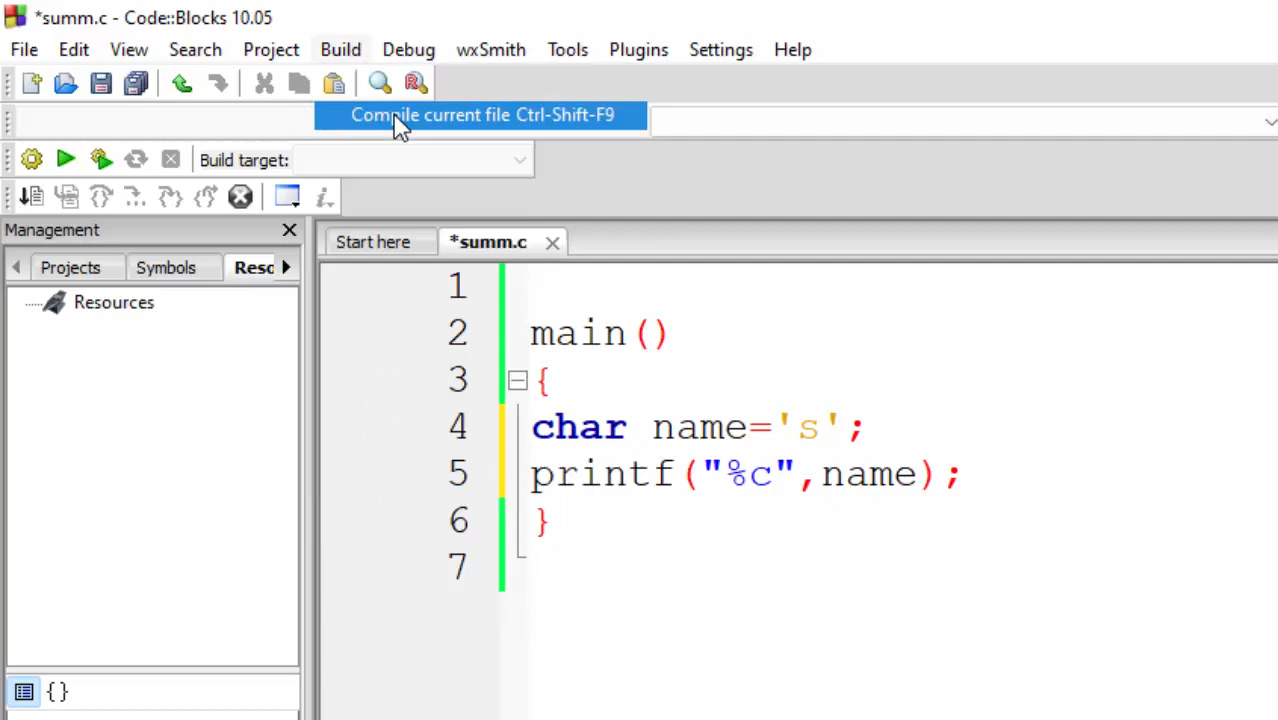 *summ.c - Code::Blocks 10.05
File Edit View Search Project Build Debug wxSmith Tools Plugins Settings Help
Compile current file Ctrl-Shift-F9
Build target:
Management
Start here *summ.c
Projects Symbols Reso
Resources
1
2 main()
3 {
4 char name='s';
5 printf("%c",name);
6 }
7
{}